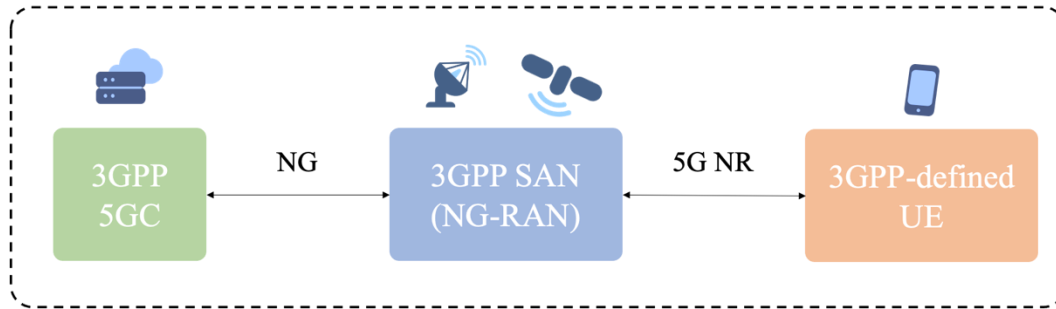 3GPP
5GC
NG
3GPP SAN
(NG-RAN)
5G NR
3GPP-defined
UE